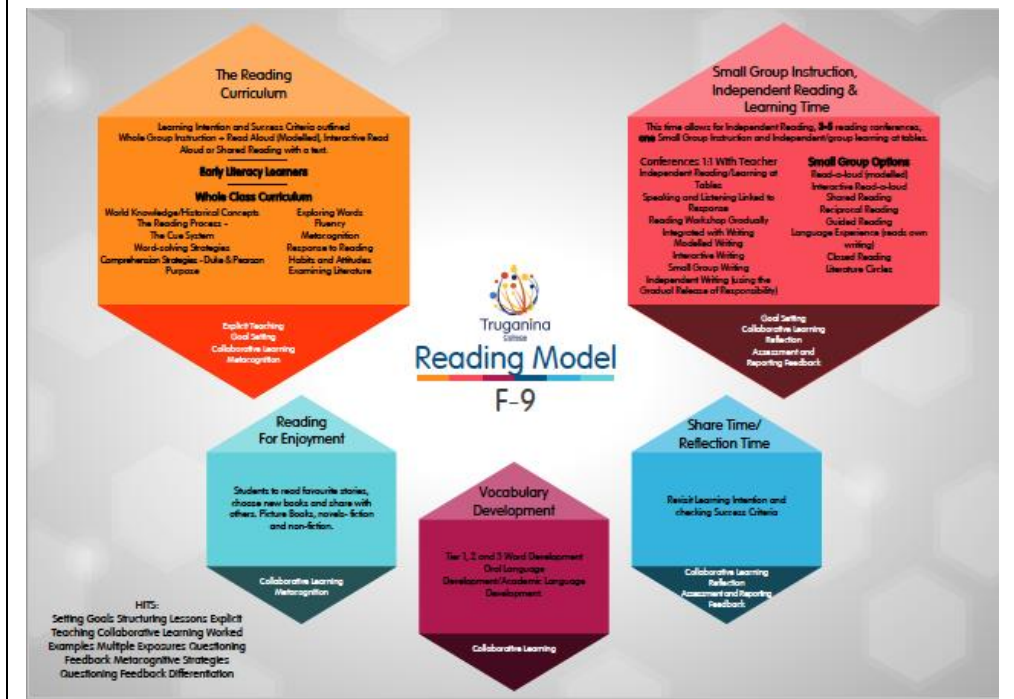 The Reading
Curriculum
Learning Intention and Success Criteria outlined
Whole Group Instruction + Read Aloud (Modelled), Interactive Read
Aloud or Shared Reading with a text.
Early Literacy Learners
Whole Class Curriculum
World Knowledge/Historical Concepts
The Reading Process -
The Cue System
Word-solving Strategies
Comprehension Strategies - Duke & Pearson
Purpose
Exploring Words
Fluency
Metacognition
Response to Reading
Habits and Attitudes
Examining Literature
Explicit Teaching
Goal Setting
Collaborative Learning
Metacognition
Small Group Instruction,
Independent Reading &
Learning Time
This time allows for Independent Reading, 3-5 reading conferences,
one Small Group Instruction and Independent/group learning at tables.
Conferences 1:1 With Teacher
Independent Reading/Learning at
Tables
Speaking and Listening Linked to
Response
Reading Workshop Gradually
Integrated with Writing
Modelled Writing
Interactive Writing
Small Group Writing
Independent Writing (using the
Gradual Release of Responsibility)
Small Group Options
Read-a-loud (modelled)
Interactive Read-a-loud
Shared Reading
Reciprocal Reading
Guided Reading
Language Experience (reads own
writing)
Closed Reading
Literature Circles
Goal Setting
Collaborative Learning
Reflection
Assessment and
Reporting Feedback
Truganina
College
Reading Model
F-9
Reading
For Enjoyment
Students to read favourite stories,
choose new books and share with
others. Picture Books, novels- fiction
and non-fiction.
Collaborative Learning
Metacognition
Vocabulary
Development
Tier 1, 2 and 3 Word Development
Oral Language
Development/Academic Language
Development
Collaborative Learning
Share Time/
Reflection Time
Revisit Learning Intention and
checking Success Criteria
Collaborative Learning
Reflection
Assessment and Reporting
Feedback
HITS:
Setting Goals Structuring Lessons Explicit
Teaching Collaborative Learning Worked
Examples Multiple Exposures Questioning
Feedback Metacognitive Strategies
Questioning Feedback Differentiation